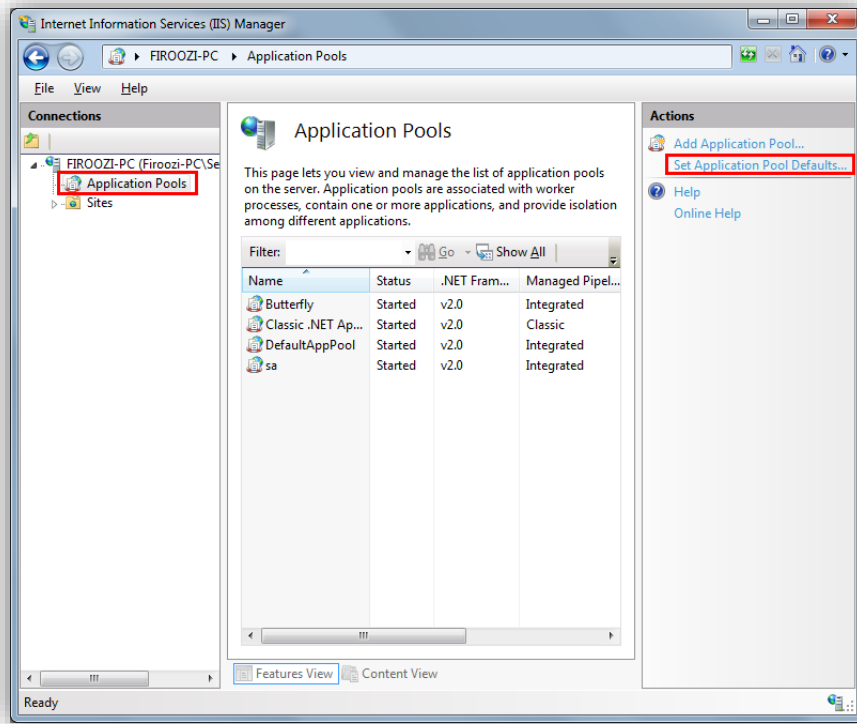 Internet Information Services (IIS) Manager
FIROOZI-PC Application Pools
File View Help
Connections
FIROOZI-PC (Firoozi-PC\Se
Application Pools
Sites
Application Pools
This page lets you view and manage the list of application pools
on the server. Application pools are associated with worker
processes, contain one or more applications, and provide isolation
among different applications.
Filter: Go Show All
Name Status .NET Fram... Managed Pipel...
Butterfly Started v2.0 Integrated
Classic .NET Ap... Started v2.0 Classic
DefaultAppPool Started v2.0 Integrated
sa Started v2.0 Integrated
Features View Content View
Actions
Add Application Pool...
Set Application Pool Defaults...
Help
Online Help
Ready